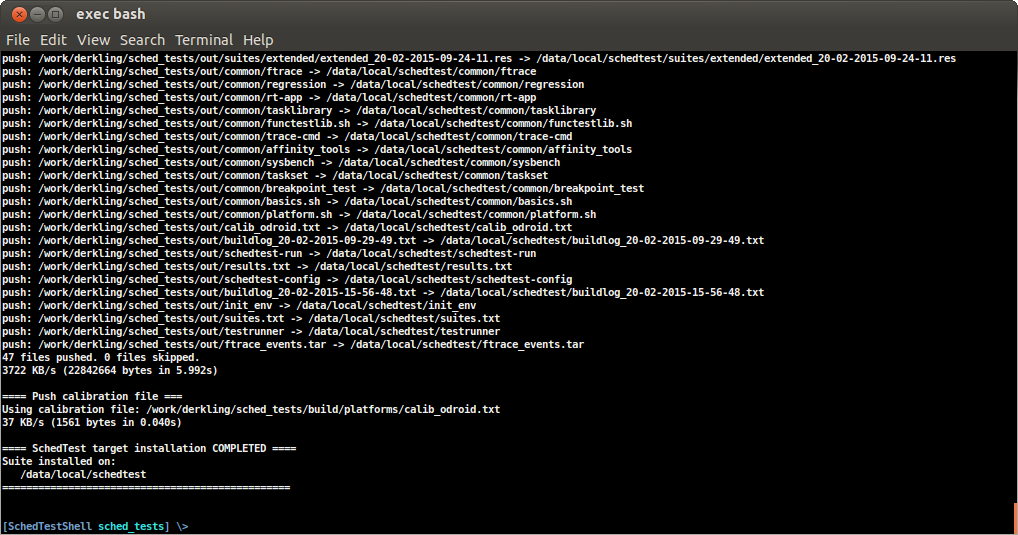 exec bash
File Edit View Search Terminal Help
push: /work/derkling/sched_tests/out/suites/extended/extended_20-02-2015-09-24-11.res -> /data/local/schedtest/suites/extended/extended_20-02-2015-09-24-11.res
push: /work/derkling/sched_tests/out/common/ftrace -> /data/local/schedtest/common/ftrace
push: /work/derkling/sched_tests/out/common/regression -> /data/local/schedtest/common/regression
push: /work/derkling/sched_tests/out/common/rt-app -> /data/local/schedtest/common/rt-app
push: /work/derkling/sched_tests/out/common/tasklibrary -> /data/local/schedtest/common/tasklibrary
push: /work/derkling/sched_tests/out/common/functestlib.sh -> /data/local/schedtest/common/functestlib.sh
push: /work/derkling/sched_tests/out/common/trace-cmd -> /data/local/schedtest/common/trace-cmd
push: /work/derkling/sched_tests/out/common/affinity_tools -> /data/local/schedtest/common/affinity_tools
push: /work/derkling/sched_tests/out/common/sysbench -> /data/local/schedtest/common/sysbench
push: /work/derkling/sched_tests/out/common/taskset -> /data/local/schedtest/common/taskset
push: /work/derkling/sched_tests/out/common/breakpoint_test -> /data/local/schedtest/common/breakpoint_test
push: /work/derkling/sched_tests/out/common/basics.sh -> /data/local/schedtest/common/basics.sh
push: /work/derkling/sched_tests/out/common/platform.sh -> /data/local/schedtest/common/platform.sh
push: /work/derkling/sched_tests/out/calib_odroid.txt -> /data/local/schedtest/calib_odroid.txt
push: /work/derkling/sched_tests/out/buildlog_20-02-2015-09-29-49.txt -> /data/local/schedtest/buildlog_20-02-2015-09-29-49.txt
push: /work/derkling/sched_tests/out/schedtest-run -> /data/local/schedtest/schedtest-run
push: /work/derkling/sched_tests/out/results.txt -> /data/local/schedtest/results.txt
push: /work/derkling/sched_tests/out/schedtest-config -> /data/local/schedtest/schedtest-config
push: /work/derkling/sched_tests/out/buildlog_20-02-2015-15-56-48.txt -> /data/local/schedtest/buildlog_20-02-2015-15-56-48.txt
push: /work/derkling/sched_tests/out/init_env -> /data/local/schedtest/init_env
push: /work/derkling/sched_tests/out/suites.txt -> /data/local/schedtest/suites.txt
push: /work/derkling/sched_tests/out/testrunner -> /data/local/schedtest/testrunner
push: /work/derkling/sched_tests/out/ftrace_events.tar -> /data/local/schedtest/ftrace_events.tar
47 files pushed. 0 files skipped.
3722 KB/s (22842664 bytes in 5.992s)
==== Push calibration file ===
Using calibration file: /work/derkling/sched_tests/build/platforms/calib_odroid.txt
37 KB/s (1561 bytes in 0.040s)
==== SchedTest target installation COMPLETED ====
Suite installed on:
/data/local/schedtest
================================================
[SchedTestShell sched_tests] \>